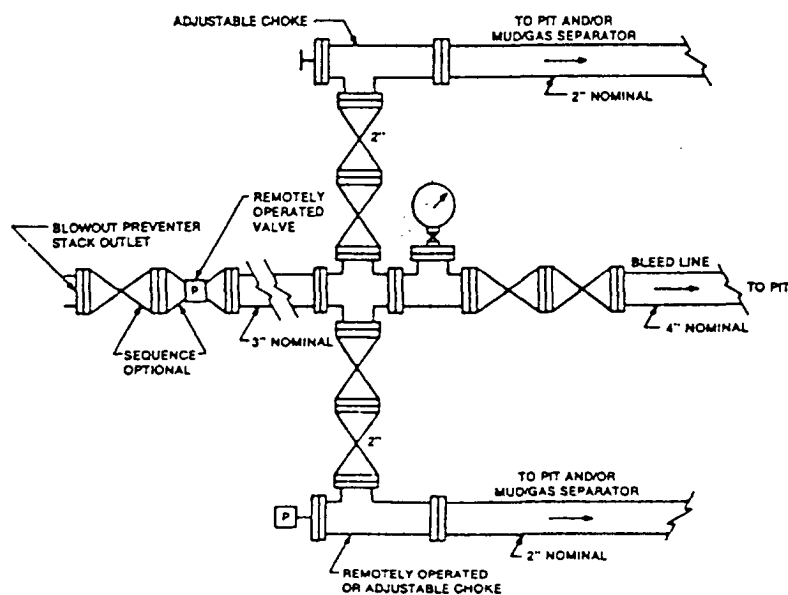 ADJUSTABLE CHOKE
TO PIT AND/OR
MUD/GAS SEPARATOR
2" NOMINAL
2"
REMOTELY
OPERATED
VALVE
BLOWOUT PREVENTER
STACK OUTLET
P
BLEED LINE
TO PIT
3" NOMINAL
4" NOMINAL
SEQUENCE
OPTIONAL
2"
TO PIT AND/OR
MUD/GAS SEPARATOR
P
2" NOMINAL
REMOTELY OPERATED
OR ADJUSTABLE CHOKE